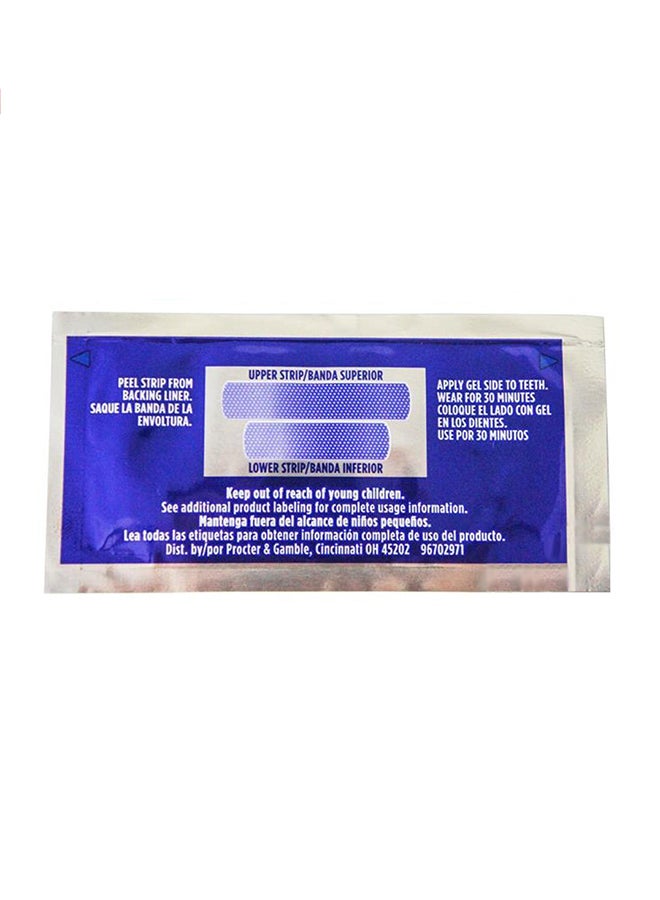 PEEL STRIP FROM
BACKING LINER.
SAQUE LA BANDA DE LA
ENVOLTURA.
UPPER STRIP/BANDA SUPERIOR
LOWER STRIP/BANDA INFERIOR
APPLY GEL SIDE TO TEETH.
WEAR FOR 30 MINUTES
COLOQUE EL LADO CON GEL
EN LOS DIENTES.
USE POR 30 MINUTOS
Keep out of reach of young children.
See additional product labeling for complete usage information.
Mantenga fuera del alcance de niños pequeños.
Lea todas las etiquetas para obtener información completa de uso del producto.
Dist. by/por Procter & Gamble, Cincinnati OH 45202 96702971